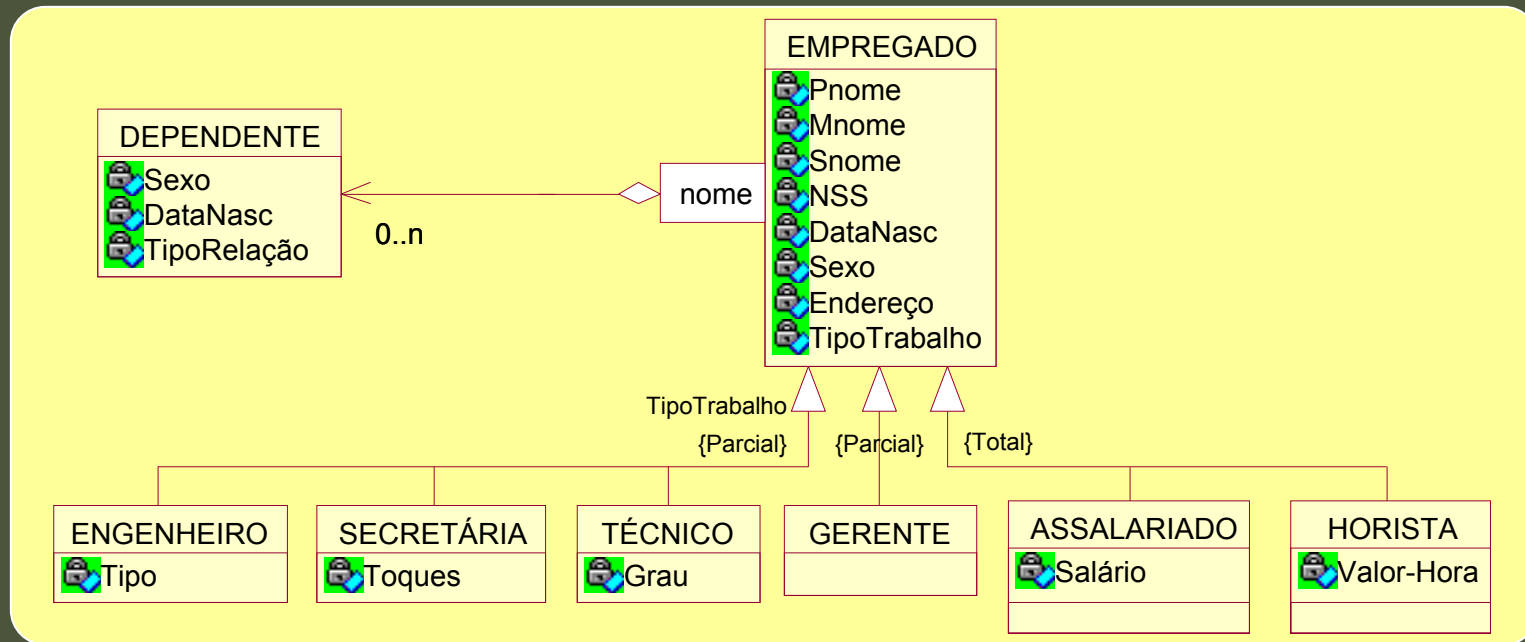 EMPREGADO
Pnome
Mnome
Snome
NSS
DataNasc
Sexo
Endereço
TipoTrabalho
DEPENDENTE
Sexo
DataNasc
TipoRelação
0..n
nome
TipoTrabalho
{Parcial}
{Parcial}
{Total}
ENGENHEIRO
Tipo
SECRETÁRIA
Toques
TÉCNICO
Grau
GERENTE
ASSALARIADO
Salário
HORISTA
Valor-Hora